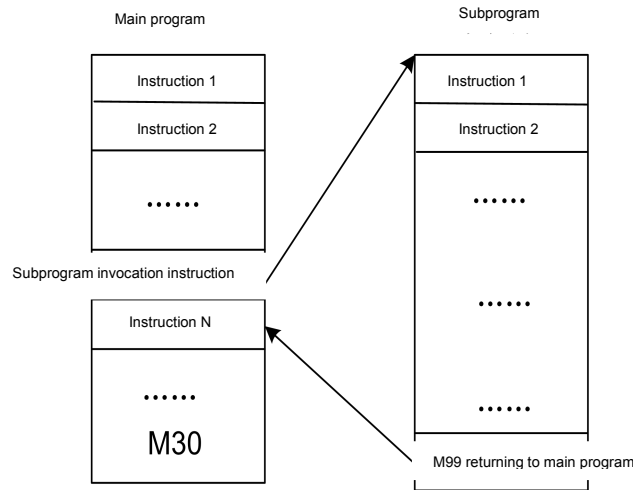 Main program
Instruction 1
Instruction 2
......
Subprogram invocation instruction
Instruction N
......
M30
Subprogram
Instruction 1
Instruction 2
......
......
......
M99 returning to main program